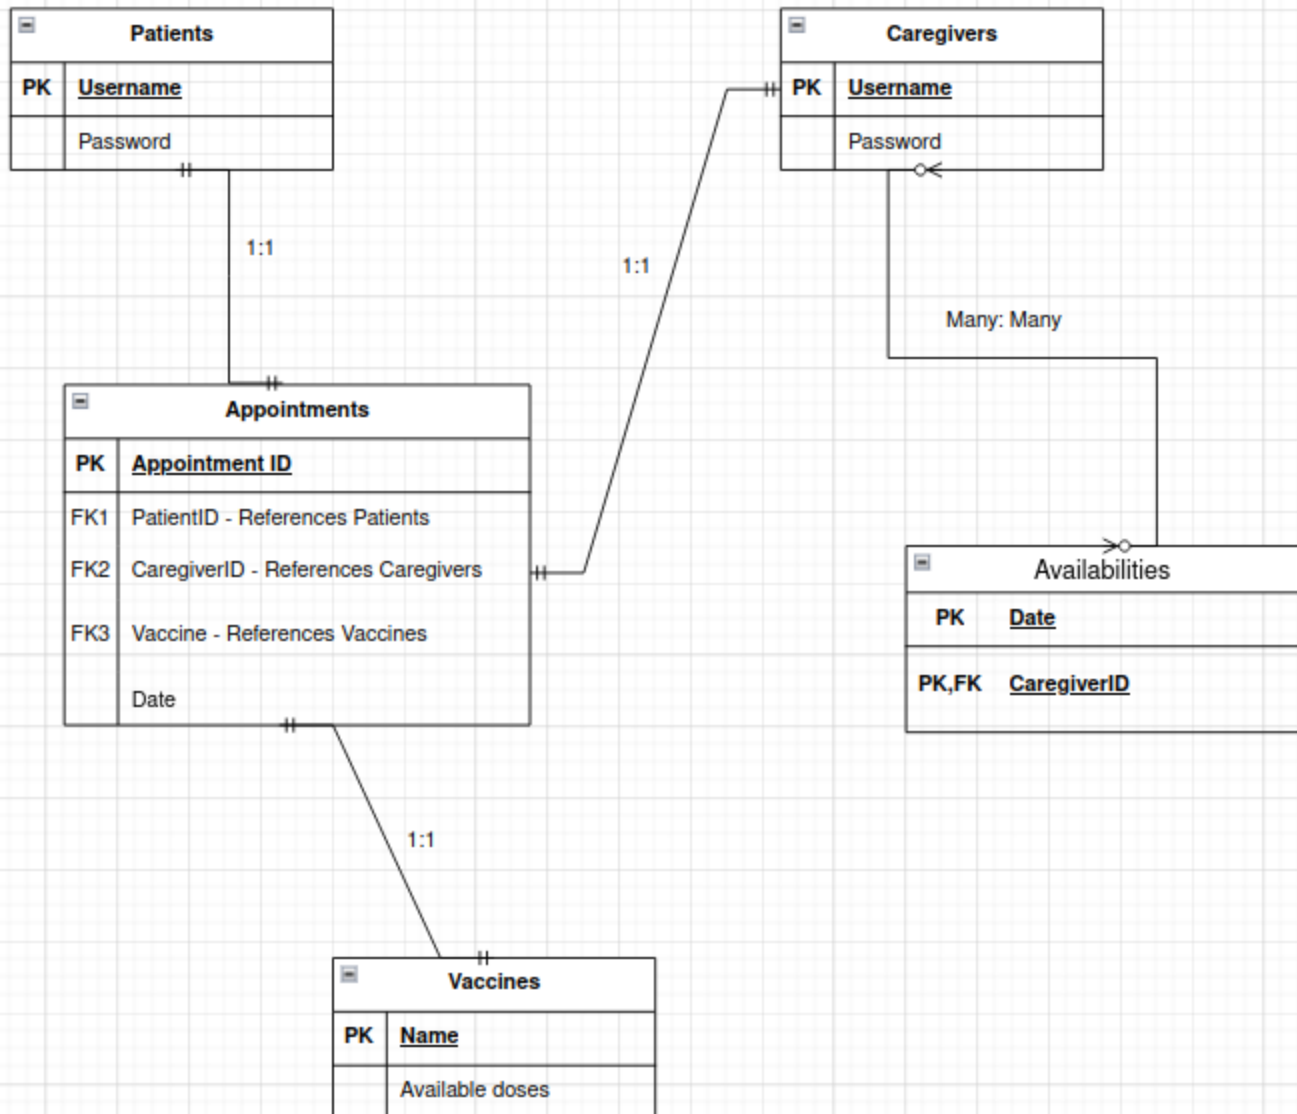 Patients
PK Username
Password
Caregivers
PK Username
Password
1:1
1:1
Many: Many
Appointments
PK Appointment ID
FK1 PatientID - References Patients
FK2 CaregiverID - References Caregivers
FK3 Vaccine - References Vaccines
Date
Availabilities
PK Date
PK,FK CaregiverID
1:1
Vaccines
PK Name
Available doses